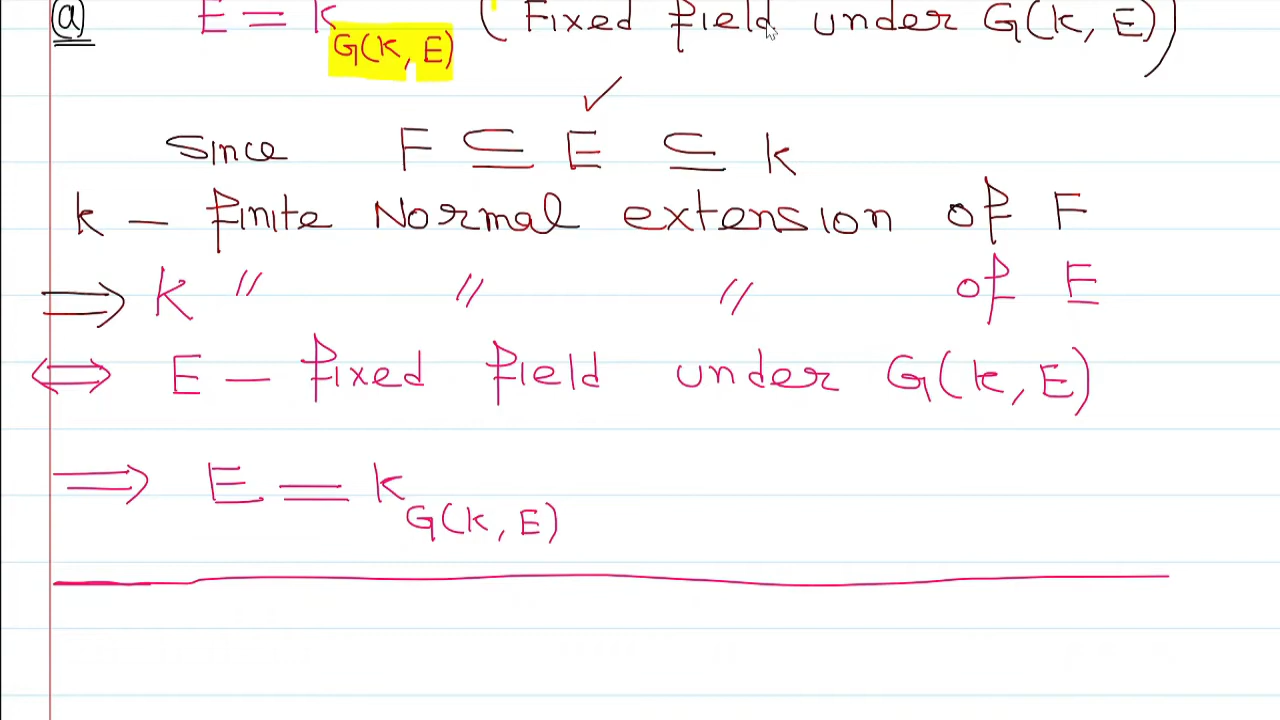 (a) E = K G(K, E) (Fixed field under G(K, E))
Since F ⊆ E ⊆ K
K – finite Normal extension of F
⇒ K " " " of E
⇔ E – fixed field under G(K, E)
⇒ E = K G(K, E)